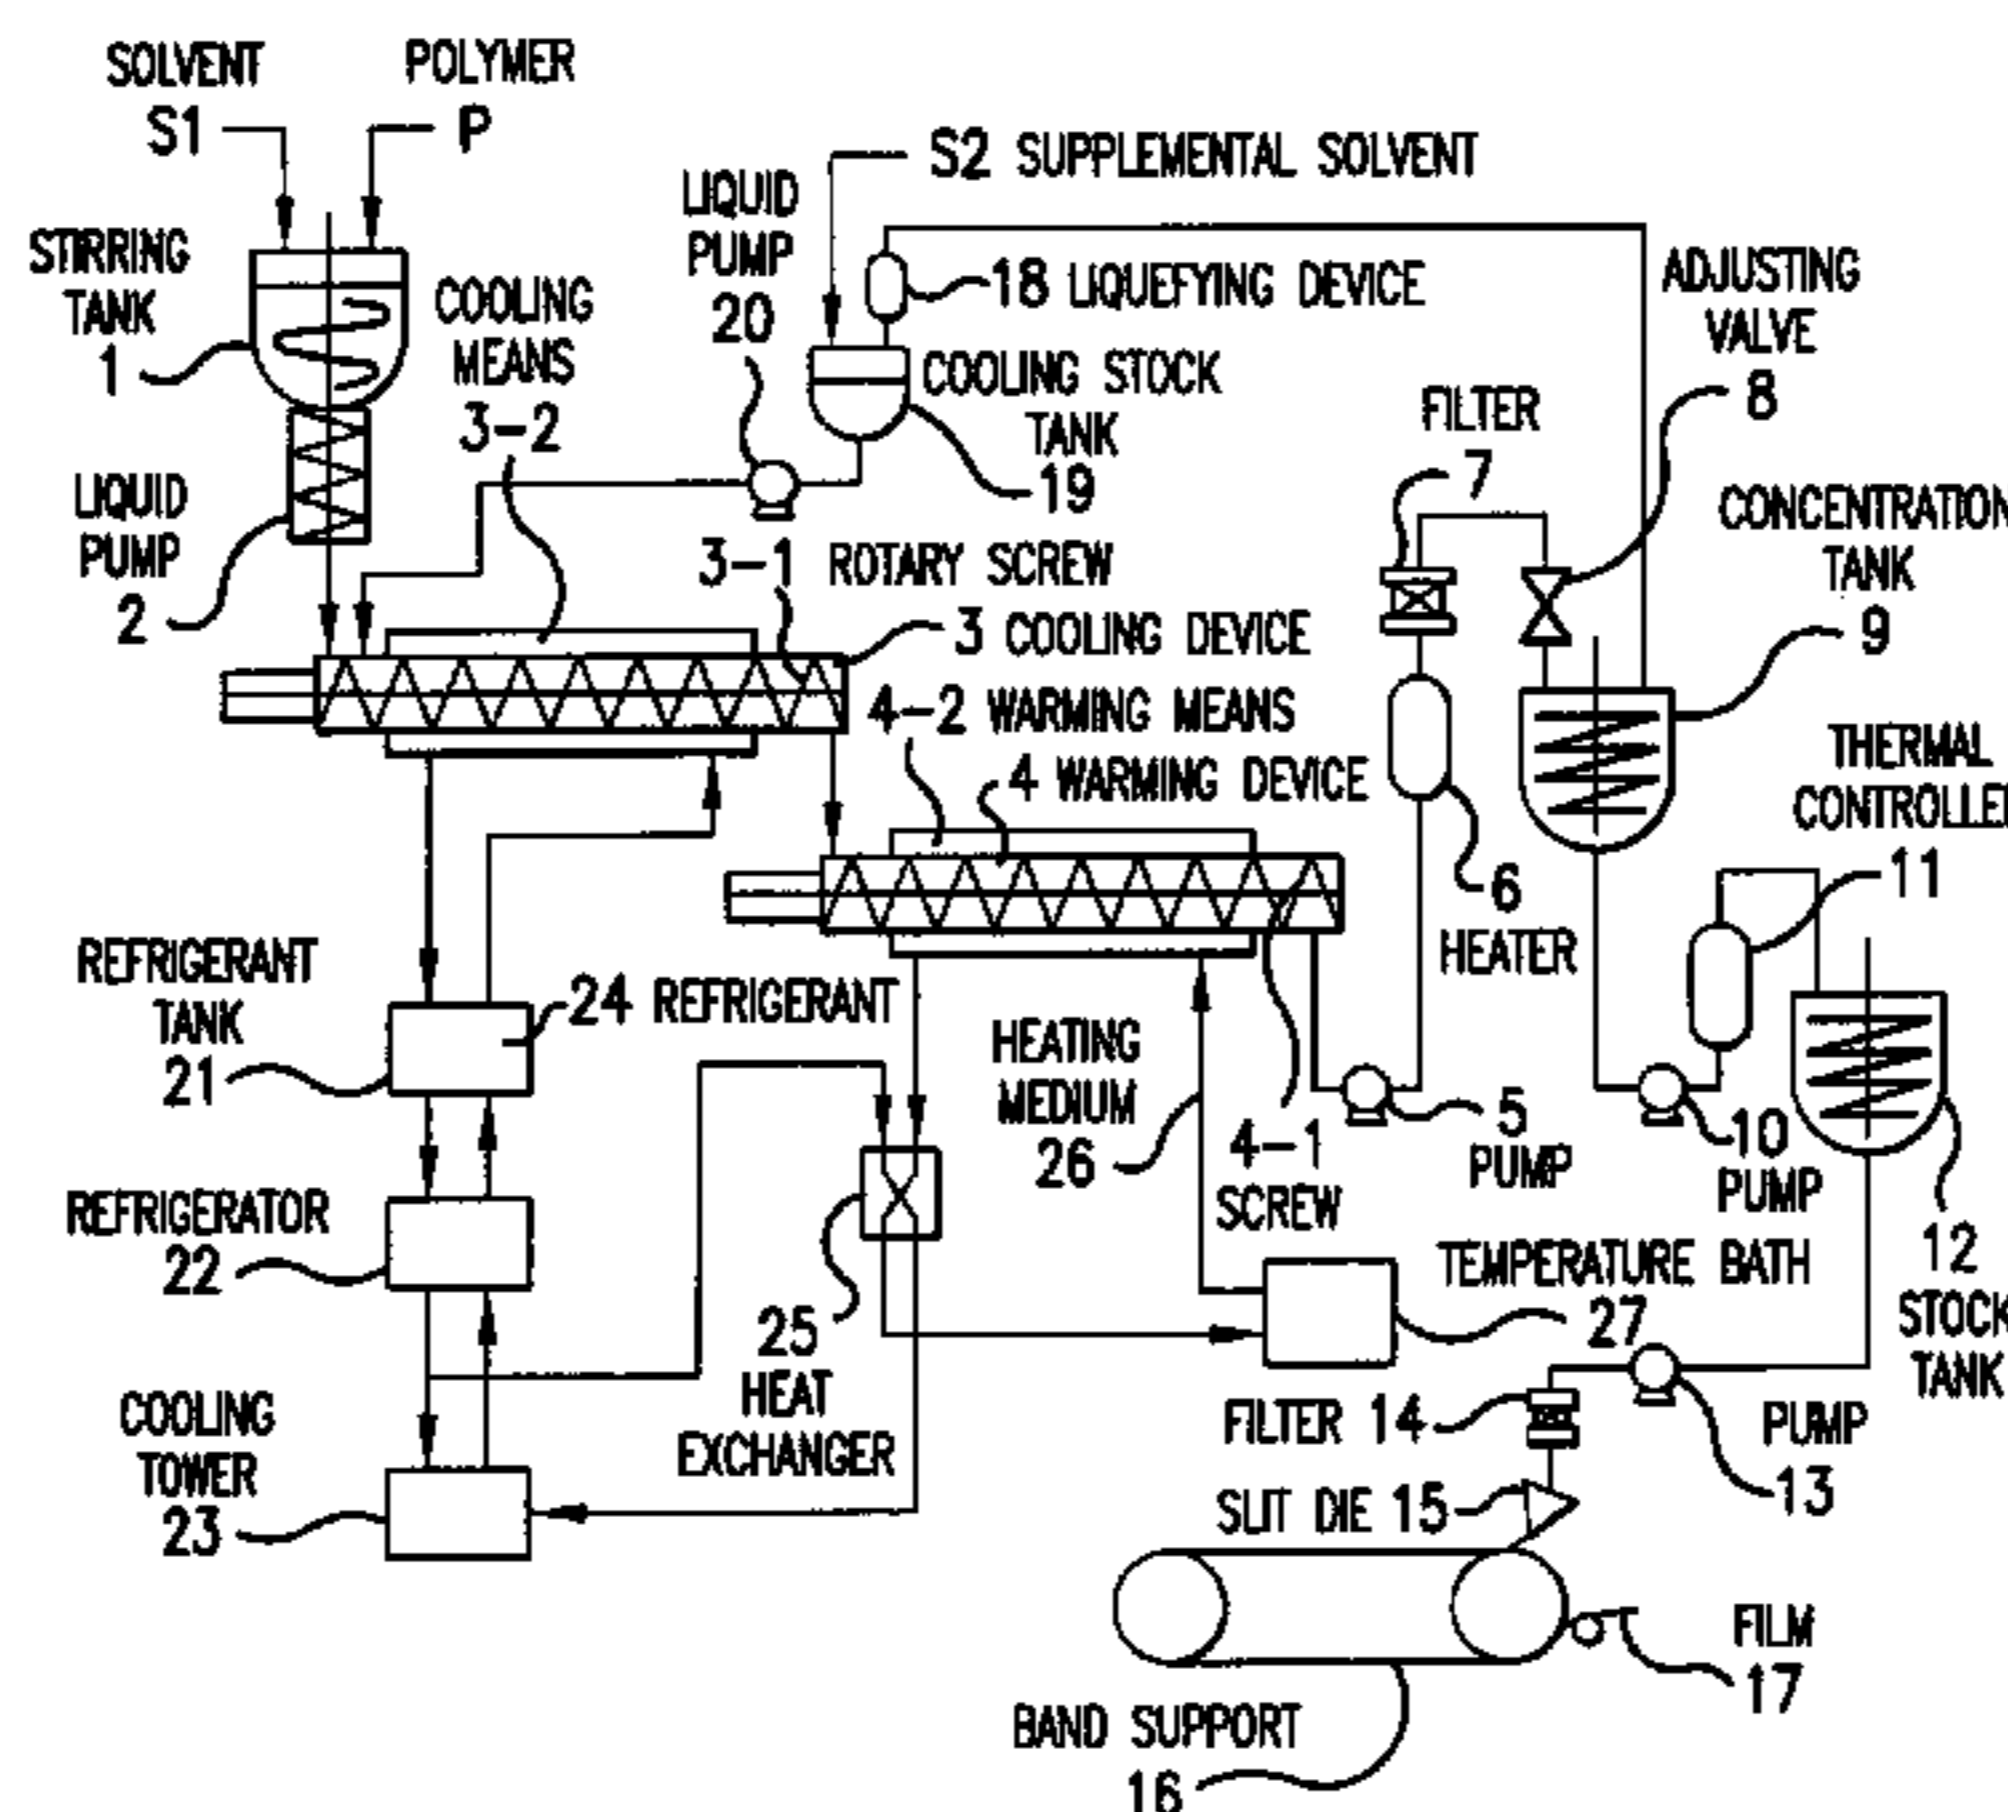 SOLVENT
S1
POLYMER
P
S2 SUPPLEMENTAL SOLVENT
LIQUID
PUMP
20
STIRRING
TANK
1
COOLING
MEANS
3-2
18 LIQUEFYING DEVICE
ADJUSTING
VALVE
8
COOLING STOCK
TANK
19
FILTER
7
LIQUID
PUMP
2
CONCENTRATION
TANK
9
3-1 ROTARY SCREW
3 COOLING DEVICE
4-2 WARMING MEANS
4 WARMING DEVICE
THERMAL
CONTROLLER
11
6
HEATER
REFRIGERANT
TANK
21
24 REFRIGERANT
HEATING
MEDIUM
26
4-1
SCREW
5
PUMP
10
PUMP
12
STOCK
TANK
REFRIGERATOR
22
25
HEAT
EXCHANGER
TEMPERATURE BATH
27
COOLING
TOWER
23
FILTER 14
PUMP
13
SLIT DIE 15
FILM
17
BAND SUPPORT
16